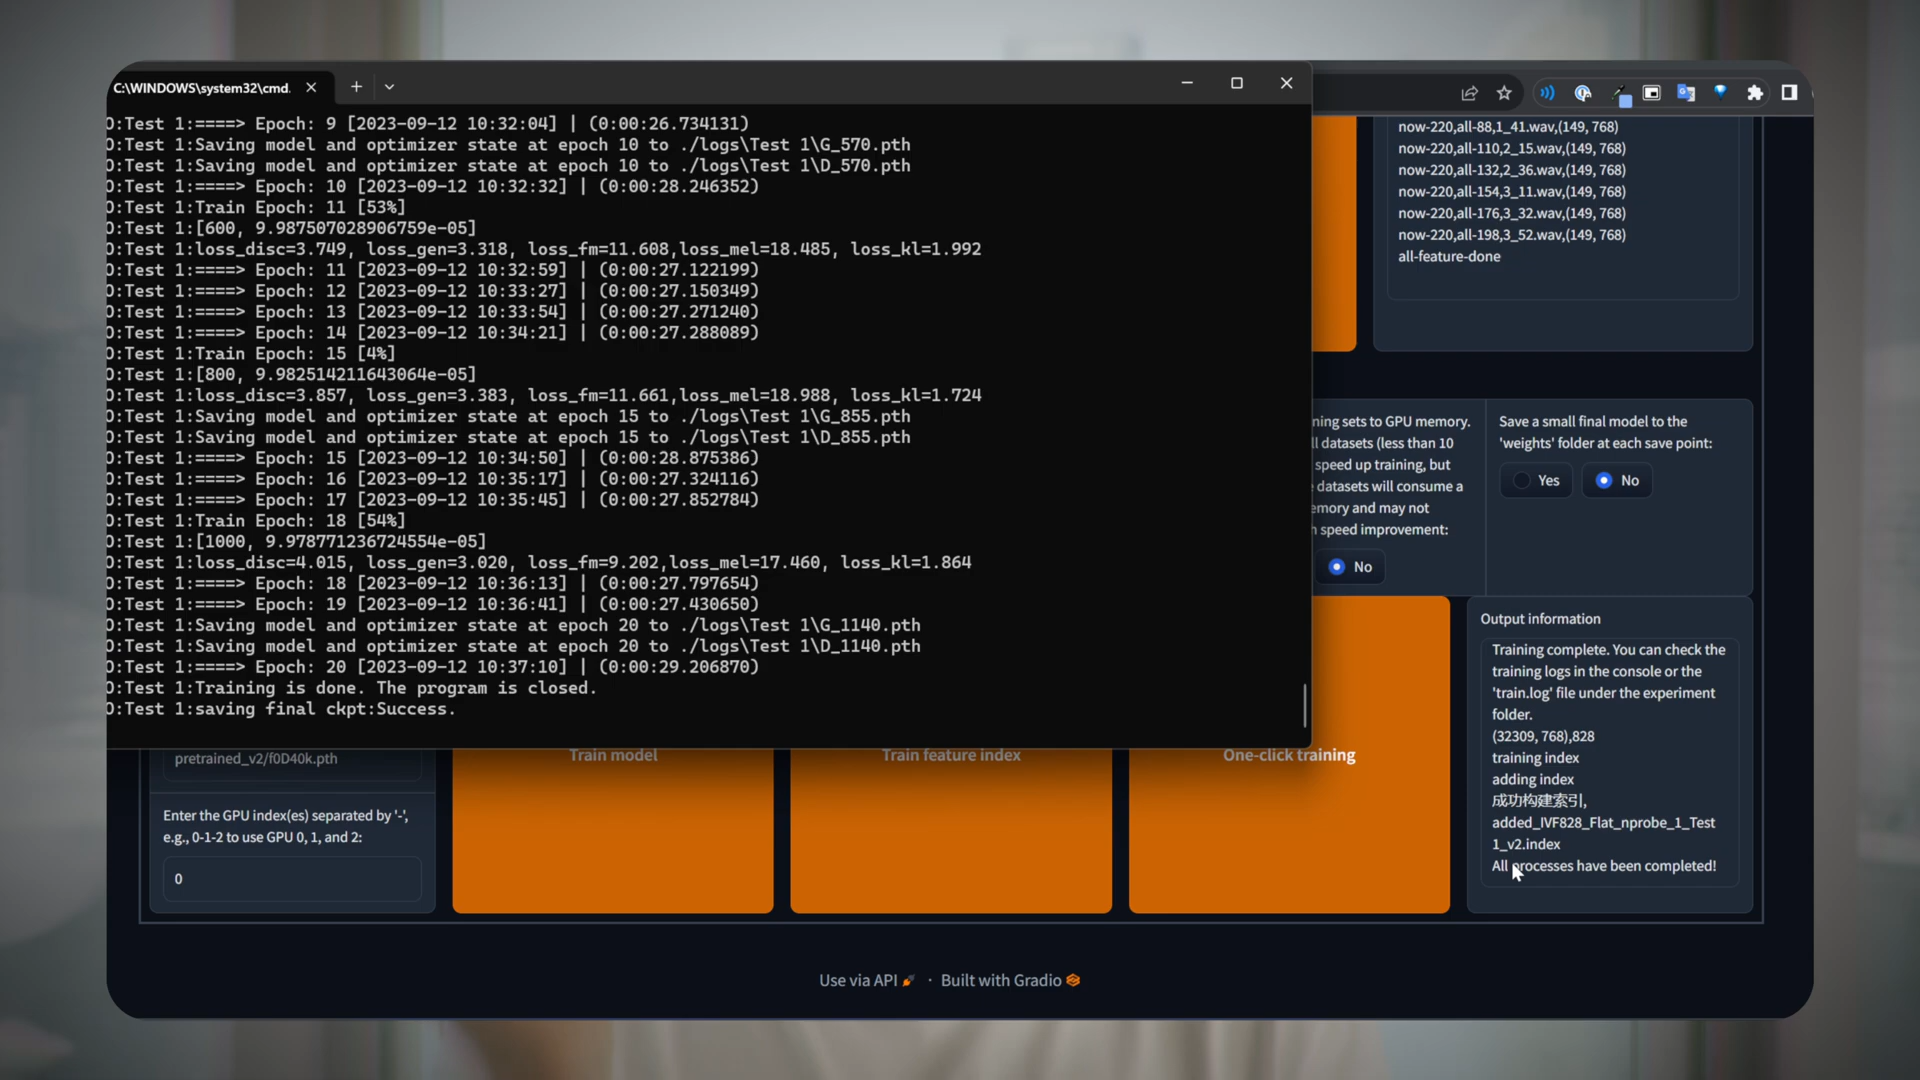 C:\WINDOWS\system32\cmd.
0:Test 1:====> Epoch: 9 [2023-09-12 10:32:04] | (0:00:26.734131)
0:Test 1:Saving model and optimizer state at epoch 10 to ./logs\Test 1\G_570.pth
0:Test 1:Saving model and optimizer state at epoch 10 to ./logs\Test 1\D_570.pth
0:Test 1:====> Epoch: 10 [2023-09-12 10:32:32] | (0:00:28.246352)
0:Test 1:Train Epoch: 11 [53%]
0:Test 1:[600, 9.987507028906759e-05]
0:Test 1:loss_disc=3.749, loss_gen=3.318, loss_fm=11.608,loss_mel=18.485, loss_kl=1.992
0:Test 1:====> Epoch: 11 [2023-09-12 10:32:59] | (0:00:27.122199)
0:Test 1:====> Epoch: 12 [2023-09-12 10:33:27] | (0:00:27.150349)
0:Test 1:====> Epoch: 13 [2023-09-12 10:33:54] | (0:00:27.271240)
0:Test 1:====> Epoch: 14 [2023-09-12 10:34:21] | (0:00:27.288089)
0:Test 1:Train Epoch: 15 [4%]
0:Test 1:[800, 9.982514211643064e-05]
0:Test 1:loss_disc=3.857, loss_gen=3.383, loss_fm=11.661,loss_mel=18.988, loss_kl=1.724
0:Test 1:Saving model and optimizer state at epoch 15 to ./logs\Test 1\G_855.pth
0:Test 1:Saving model and optimizer state at epoch 15 to ./logs\Test 1\D_855.pth
0:Test 1:====> Epoch: 15 [2023-09-12 10:34:50] | (0:00:28.875386)
0:Test 1:====> Epoch: 16 [2023-09-12 10:35:17] | (0:00:27.324116)
0:Test 1:====> Epoch: 17 [2023-09-12 10:35:45] | (0:00:27.852784)
0:Test 1:Train Epoch: 18 [54%]
0:Test 1:[1000, 9.978771236724554e-05]
0:Test 1:loss_disc=4.015, loss_gen=3.020, loss_fm=9.202,loss_mel=17.460, loss_kl=1.864
0:Test 1:====> Epoch: 18 [2023-09-12 10:36:13] | (0:00:27.797654)
0:Test 1:====> Epoch: 19 [2023-09-12 10:36:41] | (0:00:27.430650)
0:Test 1:Saving model and optimizer state at epoch 20 to ./logs\Test 1\G_1140.pth
0:Test 1:Saving model and optimizer state at epoch 20 to ./logs\Test 1\D_1140.pth
0:Test 1:====> Epoch: 20 [2023-09-12 10:37:10] | (0:00:29.206870)
0:Test 1:Training is done. The program is closed.
0:Test 1:saving final ckpt:Success.
now-220,all-88,1_41.wav,(149, 768)
now-220,all-110,2_15.wav,(149, 768)
now-220,all-132,2_36.wav,(149, 768)
now-220,all-154,3_11.wav,(149, 768)
now-220,all-176,3_32.wav,(149, 768)
now-220,all-198,3_52.wav,(149, 768)
all-feature-done
ning sets to GPU memory.
ll datasets (less than 10
speed up training, but
e datasets will consume a
emory and may not
h speed improvement:
No
Save a small final model to the
'weights' folder at each save point:
Yes
No
pretrained_v2/f0D40k.pth
Enter the GPU index(es) separated by '-',
e.g., 0-1-2 to use GPU 0, 1, and 2:
0
Train model
Train feature index
One-click training
Output information
Training complete. You can check the
training logs in the console or the
'train.log' file under the experiment
folder.
(32309, 768),828
training index
adding index
成功构建索引,
added_IVF828_Flat_nprobe_1_Test
1_v2.index
All processes have been completed!
Use via API · Built with Gradio